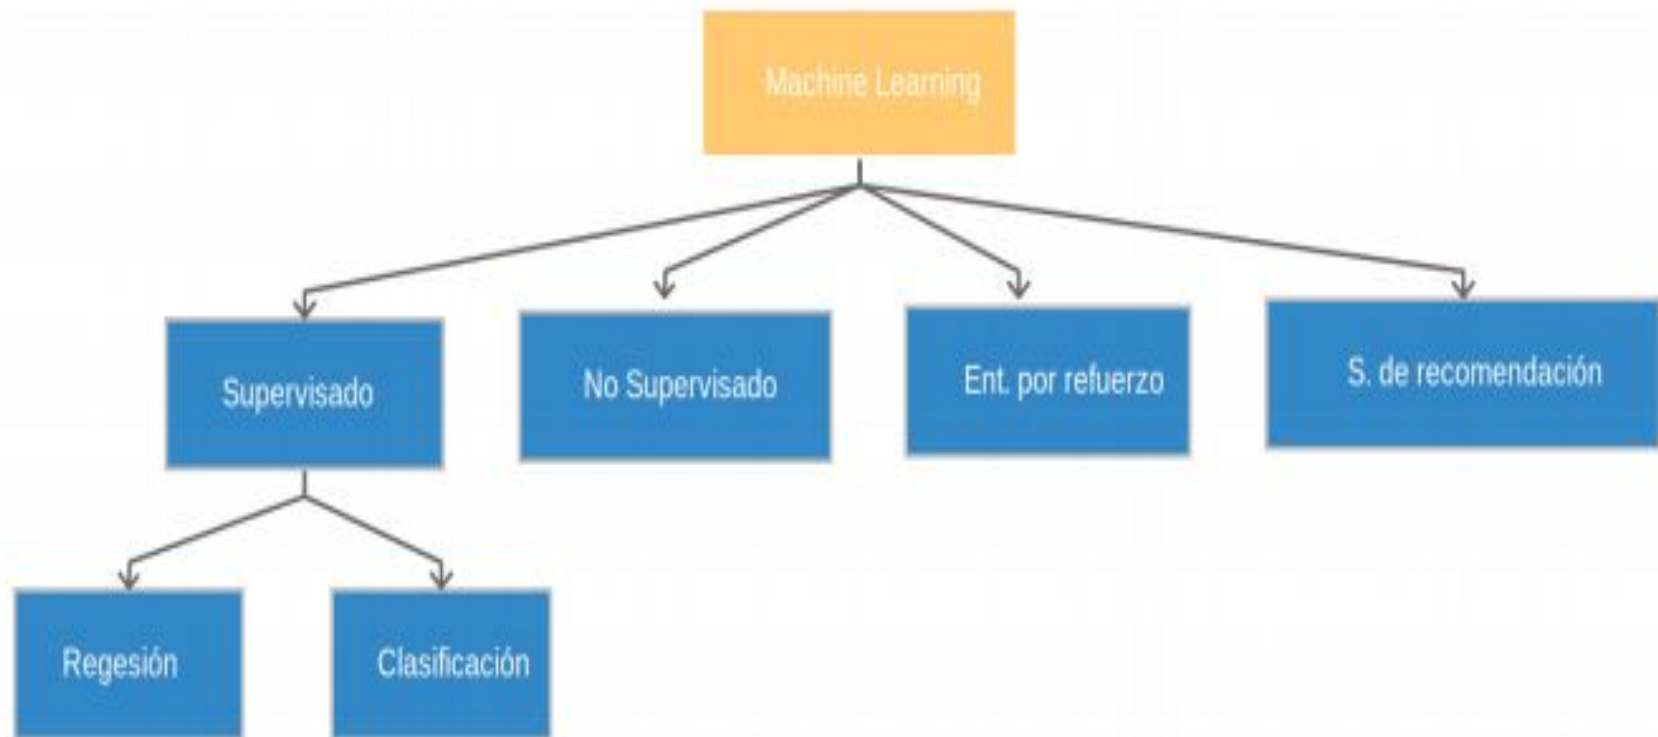 Machine Learning
Supervisado
No Supervisado
Ent. por refuerzo
S. de recomendación
Regesión
Clasificación